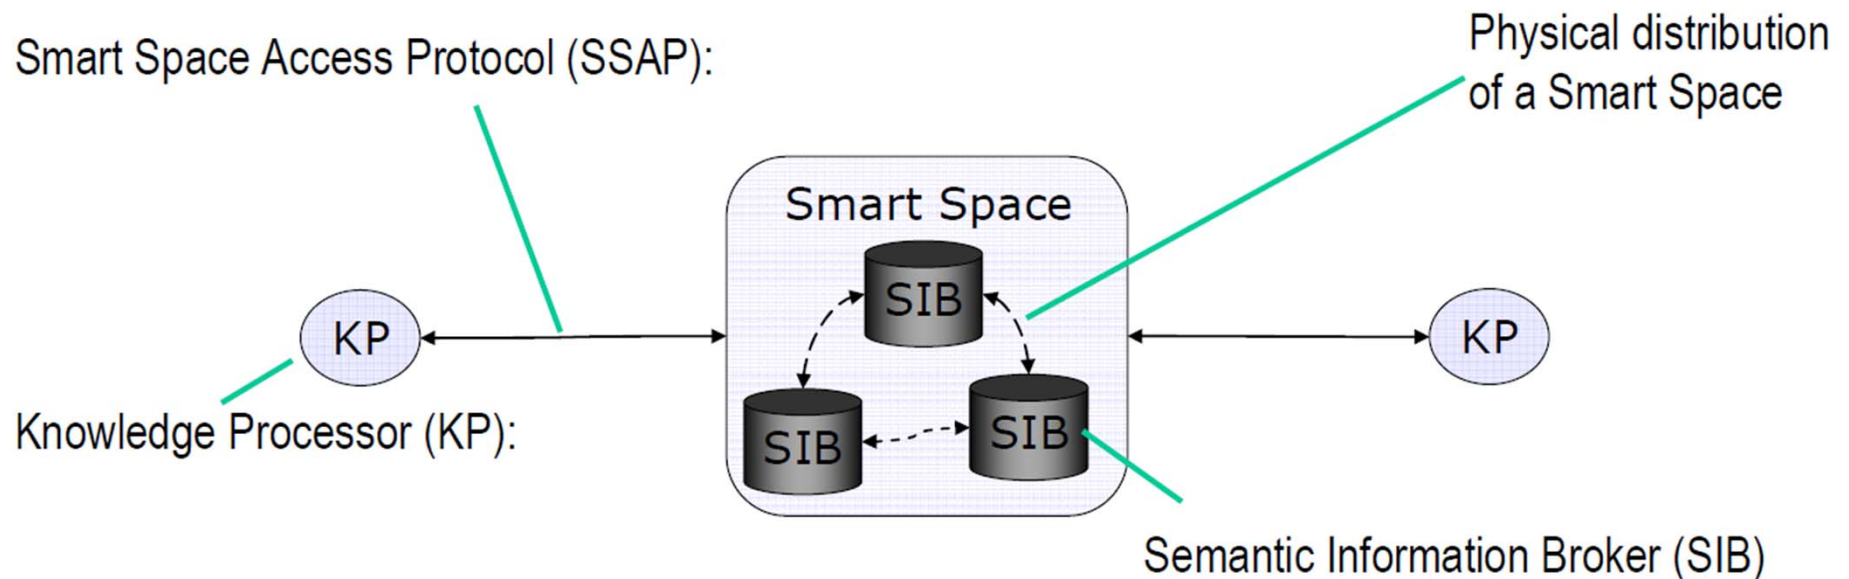 Smart Space Access Protocol (SSAP):
Physical distribution
of a Smart Space
Smart Space
SIB
KP
KP
SIB
SIB
Knowledge Processor (KP):
Semantic Information Broker (SIB)